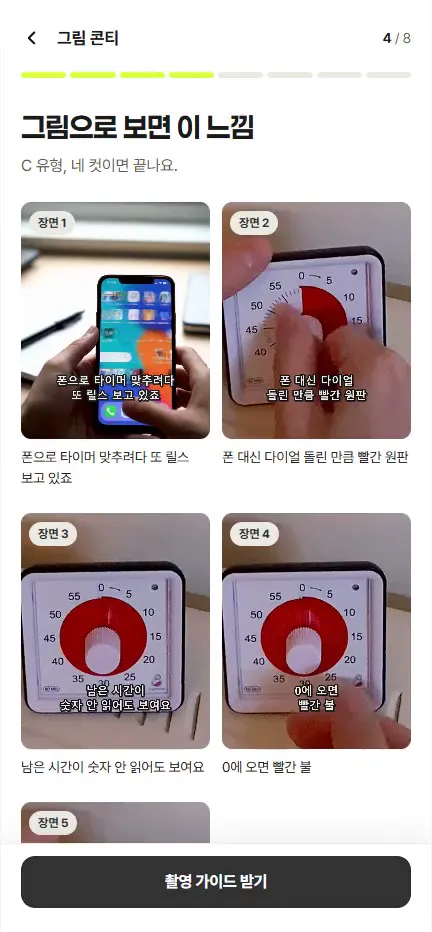 그림 콘티
4 / 8
그림으로 보면 이 느낌
C 유형, 네 컷이면 끝나요.
장면 1
폰으로 타이머 맞추려다
또 릴스 보고 있죠
폰으로 타이머 맞추려다 또 릴스
보고 있죠
장면 2
55 0 5
50 10
45 15
40
폰 대신 다이얼
돌린 만큼 빨간 원판
폰 대신 다이얼 돌린 만큼 빨간 원판
장면 3
55 0 5
50 10
45 15
40 20
35 25
남은 시간이
숫자 안 읽어도 보여요
남은 시간이 숫자 안 읽어도 보여요
장면 4
55 0 5
50 10
45 15
40 20
35 30 25
0에 오면
빨간 불
0에 오면 빨간 불
장면 5
촬영 가이드 받기